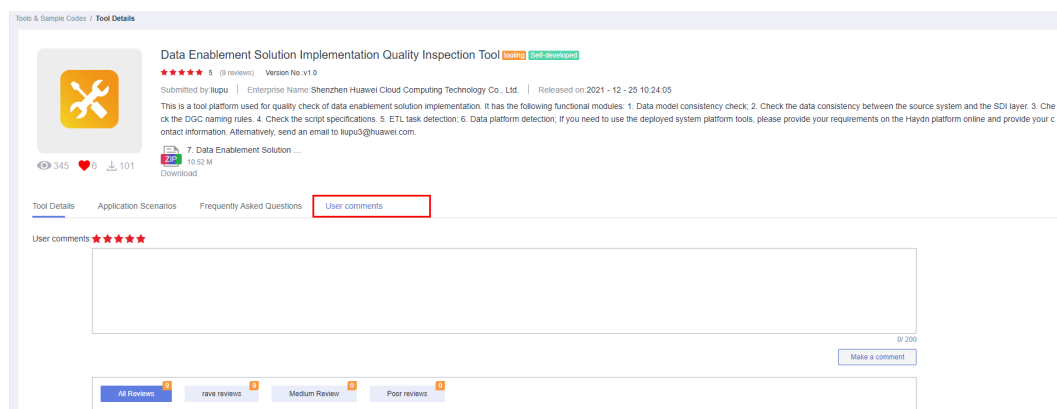 Tools & Sample Codes / Tool Details
Data Enablement Solution Implementation Quality Inspection Tool tooling Self-developed
5 (9 reviews) Version No.:v1.0
Submitted by:liupu | Enterprise Name:Shenzhen Huawei Cloud Computing Technology Co., Ltd. | Released on:2021 - 12 - 25 10:24:05
This is a tool platform used for quality check of data enablement solution implementation. It has the following functional modules: 1. Data model consistency check; 2. Check the data consistency between the source system and the SDI layer. 3. Che
ck the DGC naming rules. 4. Check the script specifications. 5. ETL task detection; 6. Data platform detection; If you need to use the deployed system platform tools, please provide your requirements on the Haydn platform online and provide your c
ontact information. Alternatively, send an email to liupu3@huawei.com.
ZIP
7. Data Enablement Solution ...
10.52 M
Download
345 6 101
Tool Details Application Scenarios Frequently Asked Questions User comments
User comments:
0/ 200
Make a comment
All Reviews 9 rave reviews 9 Medium Review 0 Poor reviews 0